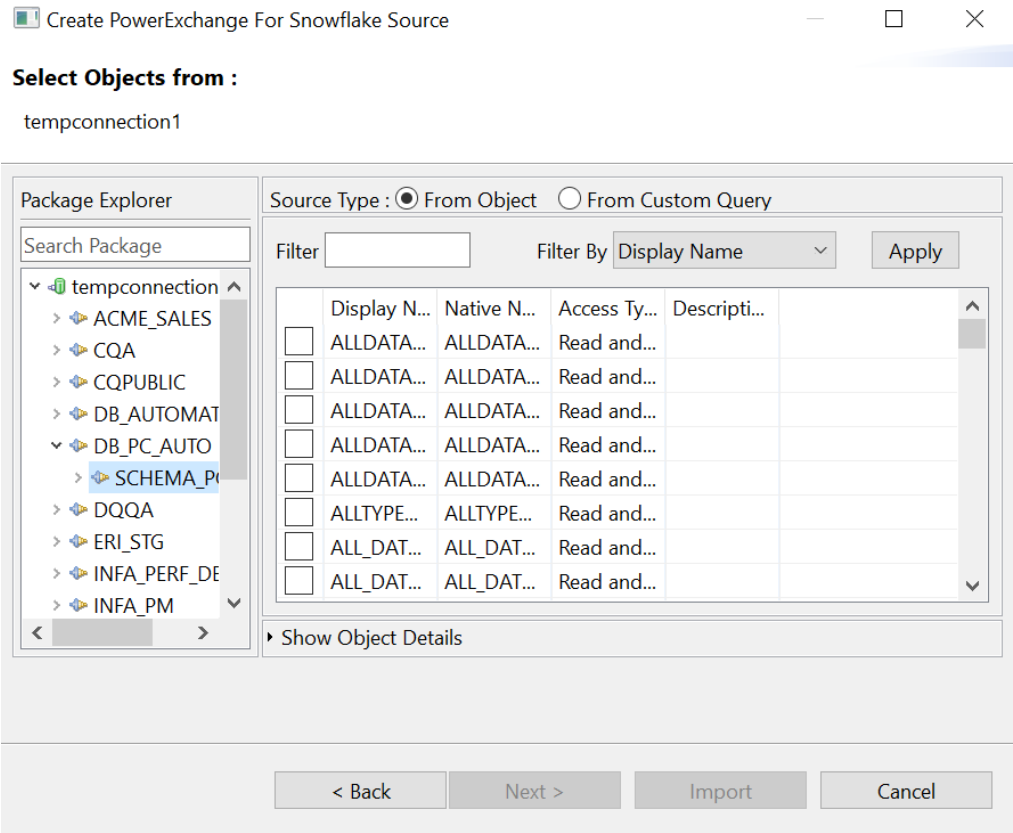 Create PowerExchange For Snowflake Source
Select Objects from :
tempconnection1
Package Explorer
Search Package
tempconnection
ACME_SALES
CQA
CQPUBLIC
DB_AUTOMAT
DB_PC_AUTO
SCHEMA_P
DQQA
ERI_STG
INFA_PERF_DE
INFA_PM
Source Type : From Object From Custom Query
Filter Filter By Display Name Apply
Display N... Native N... Access Ty... Descripti...
ALLDATA... ALLDATA... Read and...
ALLDATA... ALLDATA... Read and...
ALLDATA... ALLDATA... Read and...
ALLDATA... ALLDATA... Read and...
ALLDATA... ALLDATA... Read and...
ALLTYPE... ALLTYPE... Read and...
ALL_DAT... ALL_DAT... Read and...
ALL_DAT... ALL_DAT... Read and...
Show Object Details
< Back Next > Import Cancel